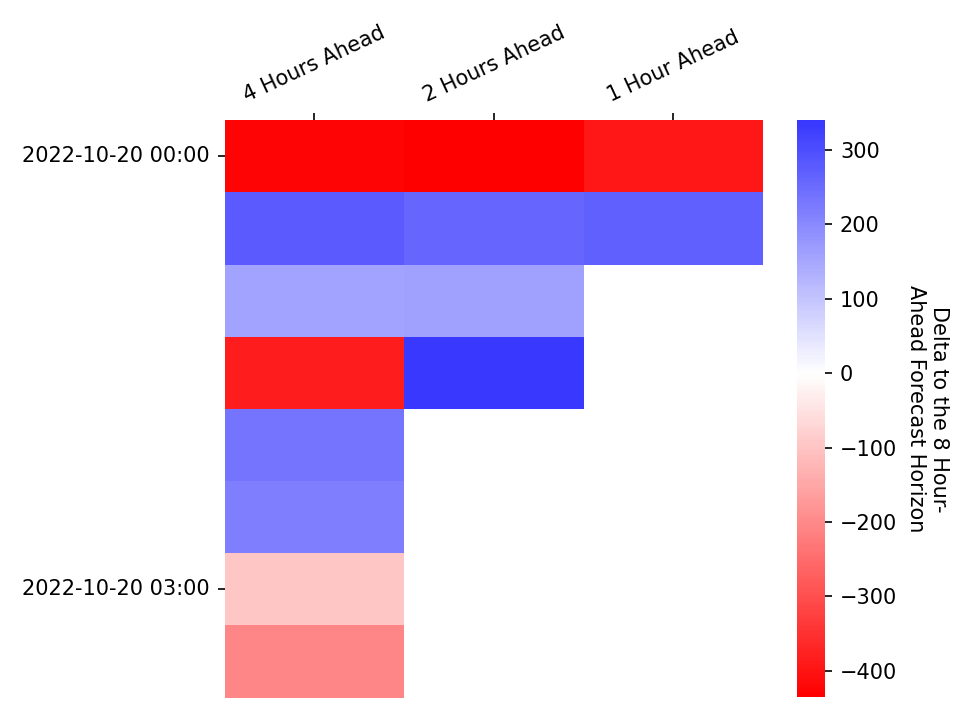 4 Hours Ahead
2 Hours Ahead
1 Hour Ahead
2022-10-20 00:00
2022-10-20 03:00
300
200
100
0
−100
−200
−300
−400
Delta to the 8 Hour-
Ahead Forecast Horizon